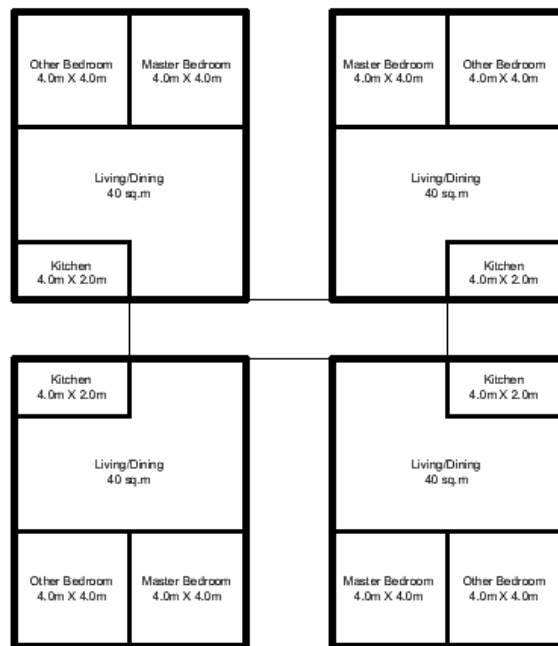 Other Bedroom
4.0m X 4.0m
Master Bedroom
4.0m X 4.0m
Master Bedroom
4.0m X 4.0m
Other Bedroom
4.0m X 4.0m
Living/Dining
40 sq.m
Living/Dining
40 sq.m
Kitchen
4.0m X 2.0m
Kitchen
4.0m X 2.0m
Kitchen
4.0m X 2.0m
Kitchen
4.0m X 2.0m
Living/Dining
40 sq.m
Living/Dining
40 sq.m
Other Bedroom
4.0m X 4.0m
Master Bedroom
4.0m X 4.0m
Master Bedroom
4.0m X 4.0m
Other Bedroom
4.0m X 4.0m